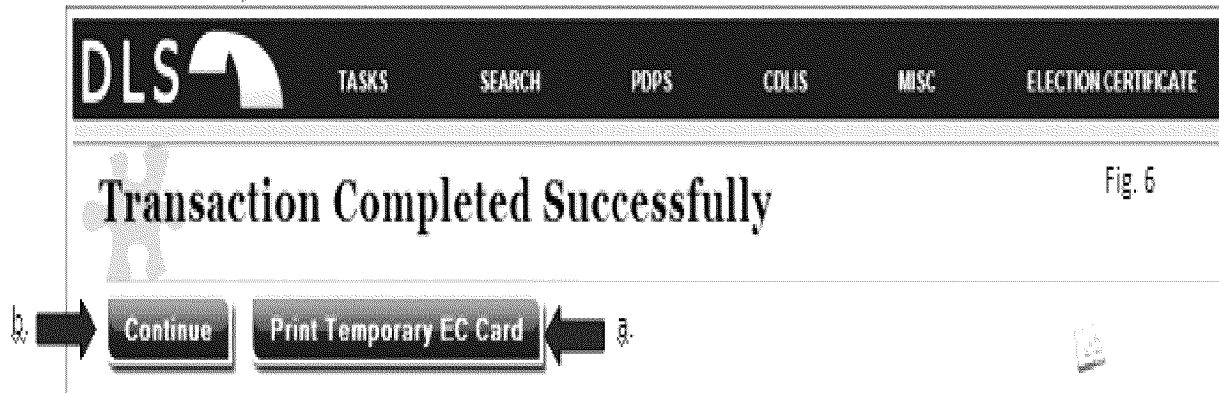 DLS TASKS SEARCH PDPS CDLIS MISC ELECTION CERTIFICATE
Transaction Completed Successfully Fig. 6
b. Continue Print Temporary EC Card a.